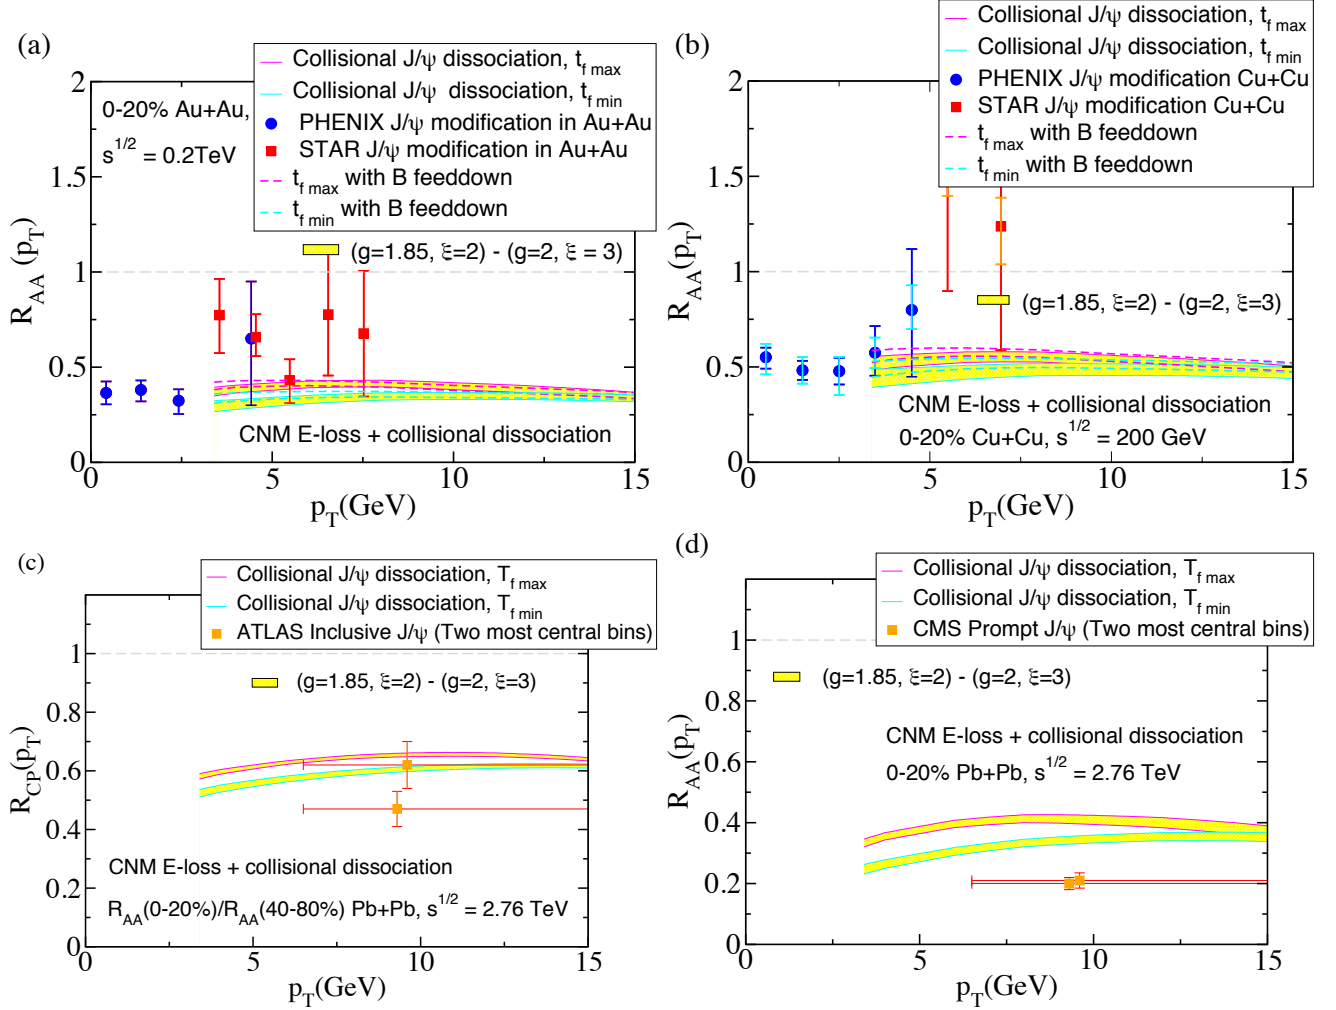 (a)
Collisional J/ψ dissociation, t_f max
Collisional J/ψ dissociation, t_f min
PHENIX J/ψ modification in Au+Au
STAR J/ψ modification in Au+Au
t_f max with B feeddown
t_f min with B feeddown
0-20% Au+Au,
s^1/2 = 0.2TeV
(g=1.85, ξ=2) - (g=2, ξ = 3)
CNM E-loss + collisional dissociation
R_AA (p_T)
2
1.5
1
0.5
0
0 5 10 15
p_T(GeV)
(b)
Collisional J/ψ dissociation, t_f max
Collisional J/ψ dissociation, t_f min
PHENIX J/ψ modification Cu+Cu
STAR J/ψ modification Cu+Cu
t_f max with B feeddown
t_f min with B feeddown
(g=1.85, ξ=2) - (g=2, ξ=3)
CNM E-loss + collisional dissociation
0-20% Cu+Cu, s^1/2 = 200 GeV
R_AA(p_T)
2
1.5
1
0.5
0
0 5 10 15
p_T(GeV)
(c)
Collisional J/ψ dissociation, T_f max
Collisional J/ψ dissociation, T_f min
ATLAS Inclusive J/ψ (Two most central bins)
(g=1.85, ξ=2) - (g=2, ξ=3)
CNM E-loss + collisional dissociation
R_AA(0-20%)/R_AA(40-80%) Pb+Pb, s^1/2 = 2.76 TeV
R_CP(p_T)
1
0.8
0.6
0.4
0.2
0
0 5 10 15
p_T(GeV)
(d)
Collisional J/ψ dissociation, T_f max
Collisional J/ψ dissociation, T_f min
CMS Prompt J/ψ (Two most central bins)
(g=1.85, ξ=2) - (g=2, ξ=3)
CNM E-loss + collisional dissociation
0-20% Pb+Pb, s^1/2 = 2.76 TeV
R_AA(p_T)
1
0.8
0.6
0.4
0.2
0
0 5 10 15
p_T(GeV)